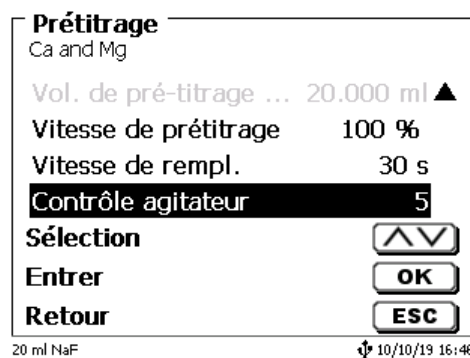 Prétitrage
Ca and Mg
Vol. de pré-titrage ... 20.000 ml
Vitesse de prétitrage 100 %
Vitesse de rempl. 30 s
Contrôle agitateur 5
Sélection
Entrer OK
Retour ESC
20 ml NaF 10/10/19 16:46